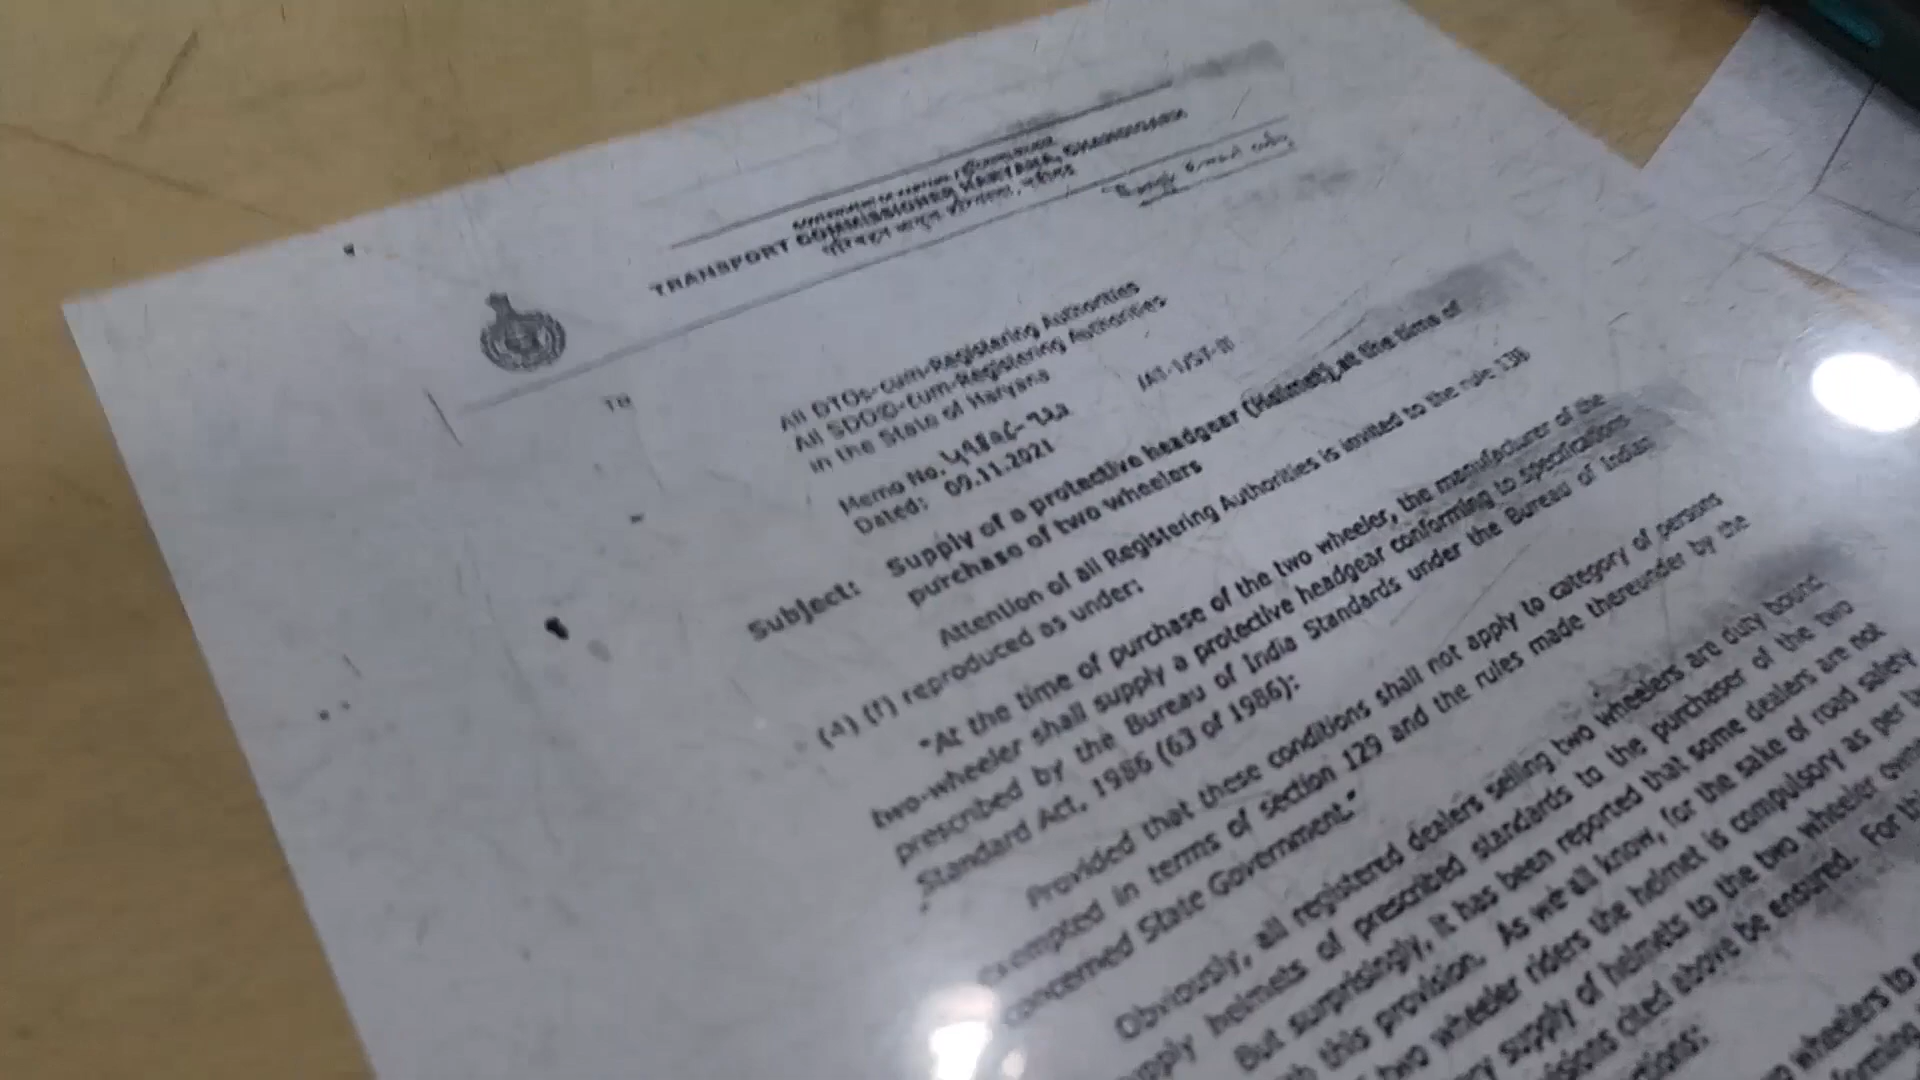 TRANSPORT COMMISSIONER, HARYANA, CHANDIGARH
To
All DTOs-cum-Registering Authorities
All SDOs-cum-Registering Authorities
in the State of Haryana
Memo No. /AT-1/ST-II
Dated: 09.11.2021
Subject: Supply of a protective headgear (Helmet) at the time of
purchase of two wheelers
Attention of all Registering Authorities is invited to the rule 138
(4) (f) reproduced as under:
"At the time of purchase of the two wheeler, the manufacturer of the
two-wheeler shall supply a protective headgear conforming to specifications
prescribed by the Bureau of India Standards under the Bureau of Indian
Standard Act, 1986 (63 of 1986):
Provided that these conditions shall not apply to category of persons
exempted in terms of section 129 and the rules made thereunder by the
concerned State Government."
Obviously, all registered dealers selling two wheelers are duty bound
supply helmets of prescribed standards to the purchaser of the two
But surprisingly, it has been reported that some dealers are not
this provision. As we all know, for the sake of road safety
two wheeler riders the helmet is compulsory as per
supply of helmets to the two wheeler
cited above be ensured. For
wheelers to